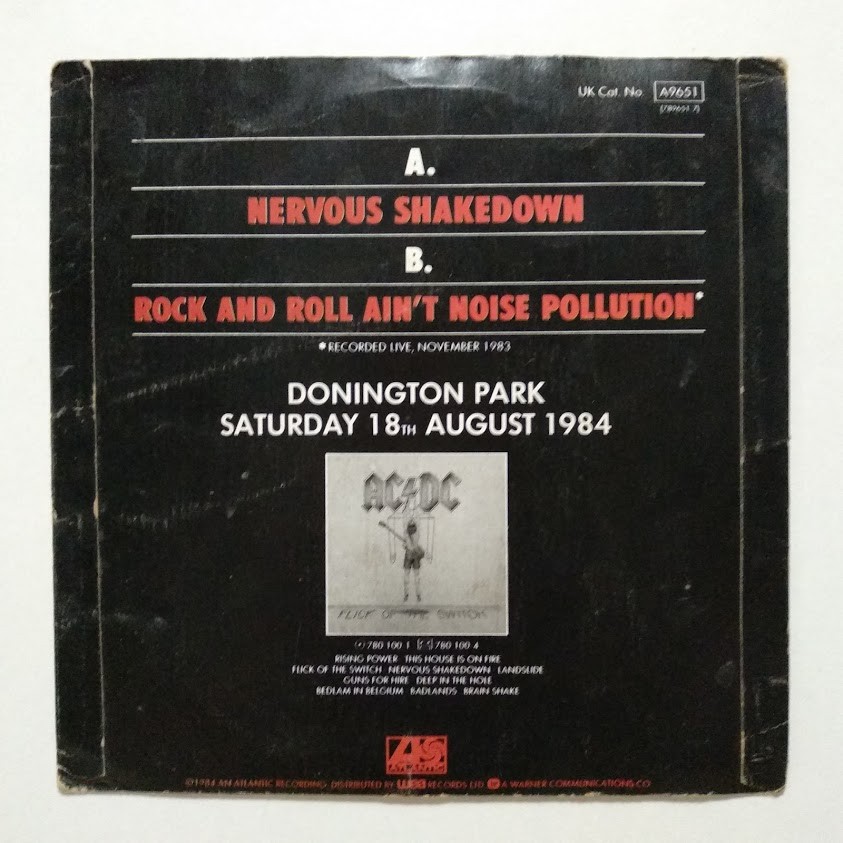 UK Cat. No. A9651
(789651-7)
A.
NERVOUS SHAKEDOWN
B.
ROCK AND ROLL AIN'T NOISE POLLUTION*
*RECORDED LIVE, NOVEMBER 1983
DONINGTON PARK
SATURDAY 18TH AUGUST 1984
AC⚡DC
FLICK OF THE SWITCH
780 100 1 780 100 4
RISING POWER THIS HOUSE IS ON FIRE
FLICK OF THE SWITCH NERVOUS SHAKEDOWN LANDSLIDE
GUNS FOR HIRE DEEP IN THE HOLE
BEDLAM IN BELGIUM BADLANDS BRAIN SHAKE
ATLANTIC
©1984 AN ATLANTIC RECORDING DISTRIBUTED BY wea RECORDS LTD. A WARNER COMMUNICATIONS CO